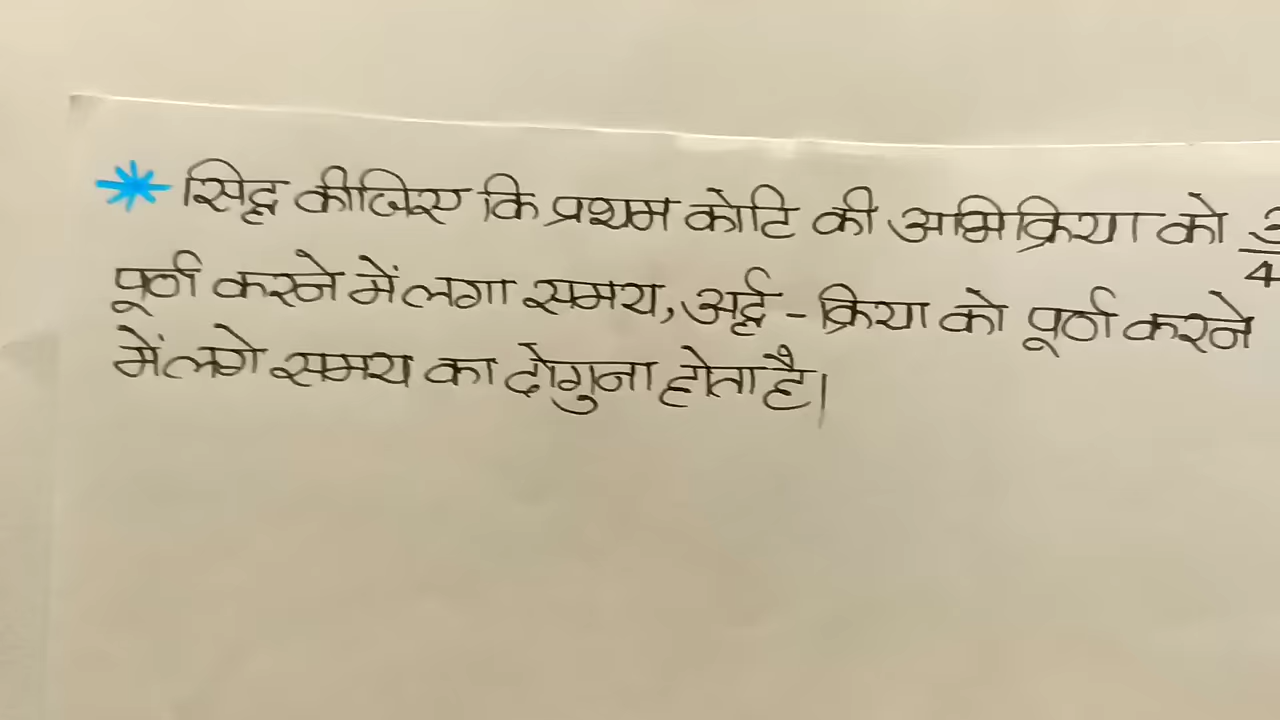 * सिद्ध कीजिए कि प्रथम कोटि की अभिक्रिया को 3/4
पूर्ण करने में लगा समय, अर्द्ध - क्रिया को पूर्ण करने
में लगे समय का दोगुना होता है।